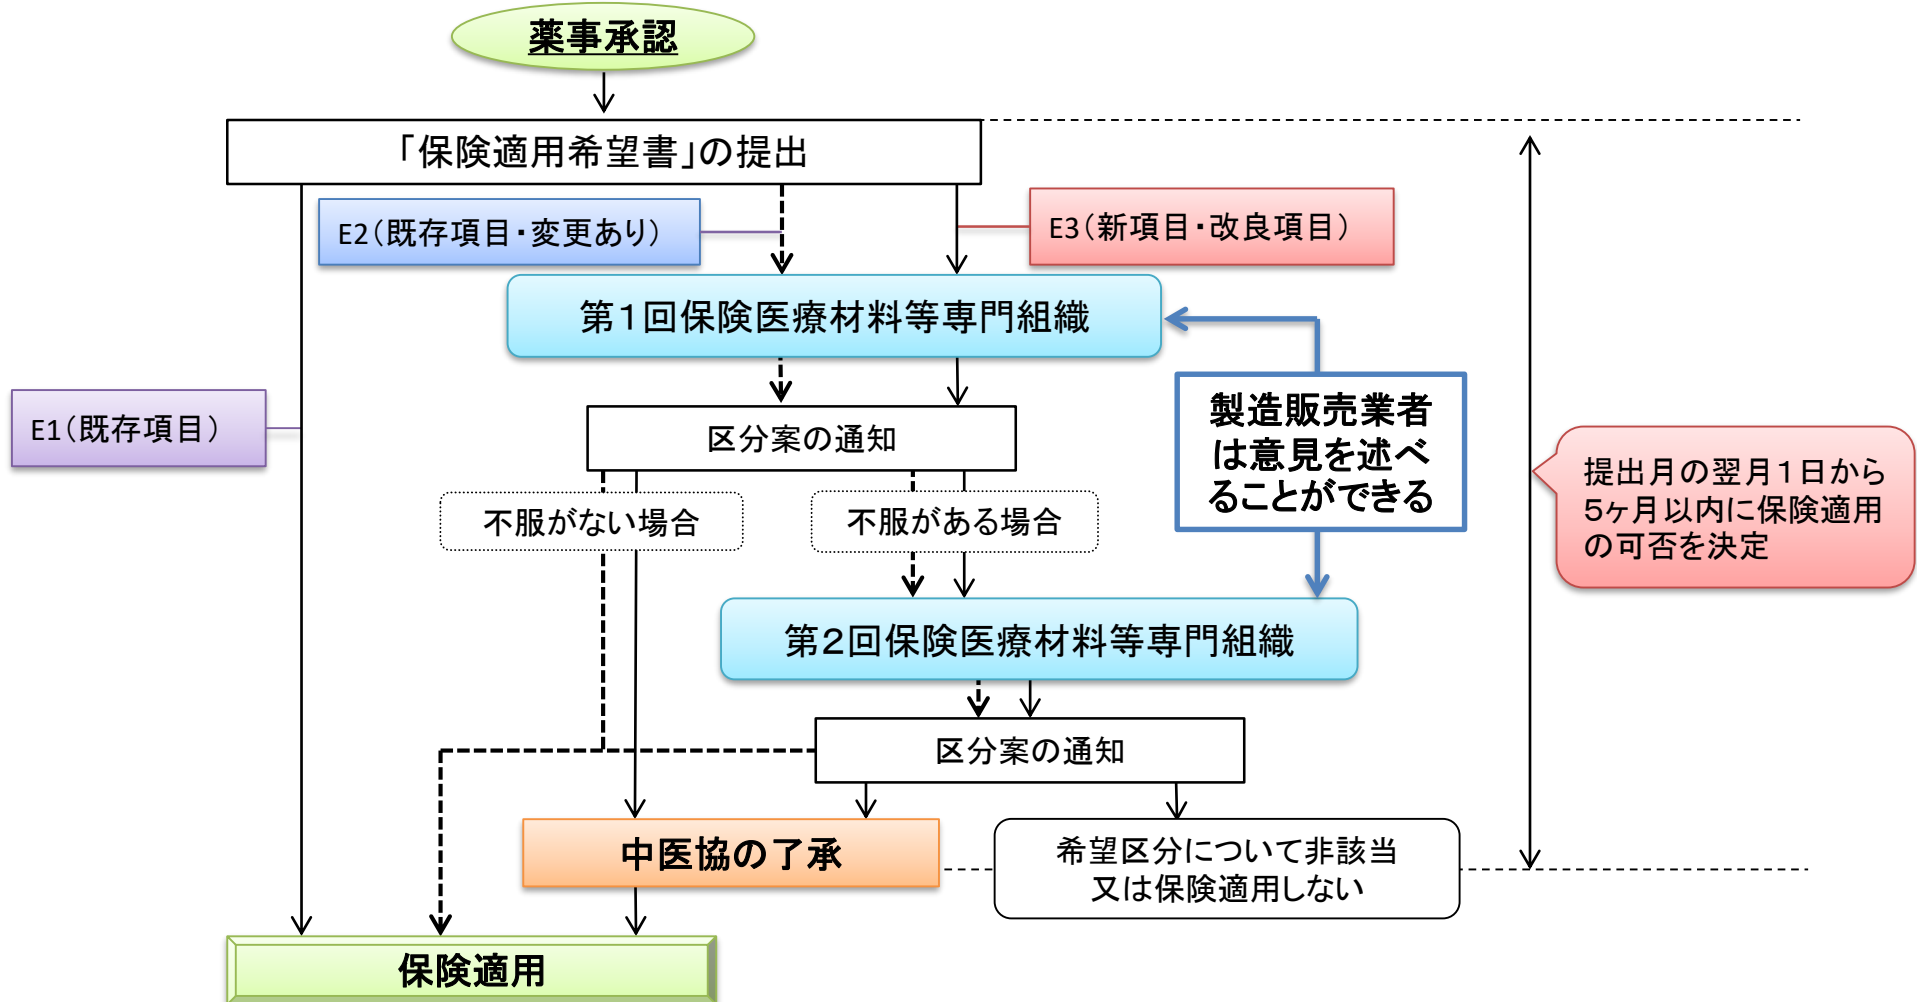 薬事承認
「保険適用希望書」の提出
E2（既存項目・変更あり）
E3（新項目・改良項目）
第１回保険医療材料等専門組織
E1（既存項目）
区分案の通知
製造販売業者
は意見を述べ
ることができる
提出月の翌月１日から
５ヶ月以内に保険適用
の可否を決定
不服がない場合
不服がある場合
第２回保険医療材料等専門組織
区分案の通知
中医協の了承
希望区分について非該当
又は保険適用しない
保険適用